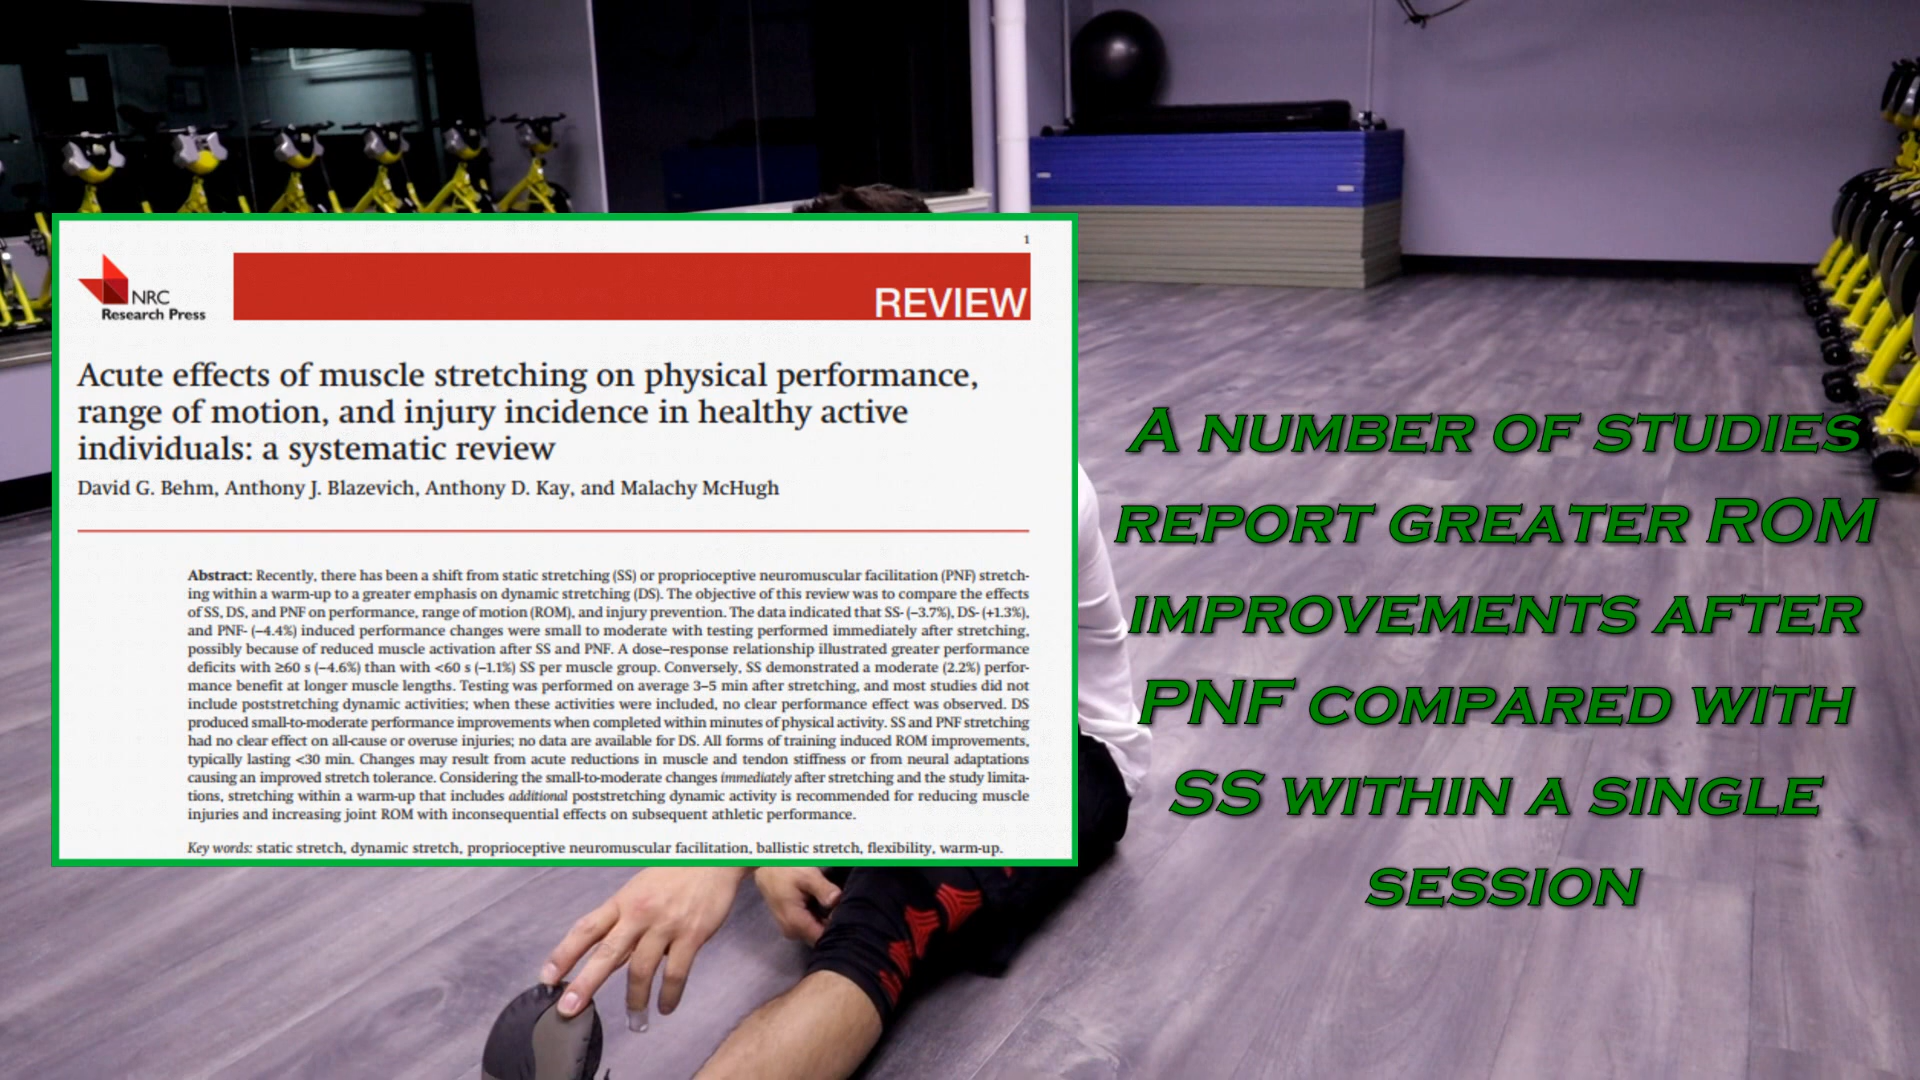 1
NRC
Research Press
REVIEW
Acute effects of muscle stretching on physical performance,
range of motion, and injury incidence in healthy active
individuals: a systematic review
David G. Behm, Anthony J. Blazevich, Anthony D. Kay, and Malachy McHugh
Abstract: Recently, there has been a shift from static stretching (SS) or proprioceptive neuromuscular facilitation (PNF) stretch-
ing within a warm-up to a greater emphasis on dynamic stretching (DS). The objective of this review was to compare the effects
of SS, DS, and PNF on performance, range of motion (ROM), and injury prevention. The data indicated that SS- (−3.7%), DS- (+1.3%),
and PNF- (−4.4%) induced performance changes were small to moderate with testing performed immediately after stretching,
possibly because of reduced muscle activation after SS and PNF. A dose–response relationship illustrated greater performance
deficits with ≥60 s (−4.6%) than with <60 s (−1.1%) SS per muscle group. Conversely, SS demonstrated a moderate (2.2%) perfor-
mance benefit at longer muscle lengths. Testing was performed on average 3–5 min after stretching, and most studies did not
include poststretching dynamic activities; when these activities were included, no clear performance effect was observed. DS
produced small-to-moderate performance improvements when completed within minutes of physical activity. SS and PNF stretching
had no clear effect on all-cause or overuse injuries; no data are available for DS. All forms of training induced ROM improvements,
typically lasting <30 min. Changes may result from acute reductions in muscle and tendon stiffness or from neural adaptations
causing an improved stretch tolerance. Considering the small-to-moderate changes immediately after stretching and the study limita-
tions, stretching within a warm-up that includes additional poststretching dynamic activity is recommended for reducing muscle
injuries and increasing joint ROM with inconsequential effects on subsequent athletic performance.
Key words: static stretch, dynamic stretch, proprioceptive neuromuscular facilitation, ballistic stretch, flexibility, warm-up.
A NUMBER OF STUDIES
REPORT GREATER ROM
IMPROVEMENTS AFTER
PNF COMPARED WITH
SS WITHIN A SINGLE
SESSION